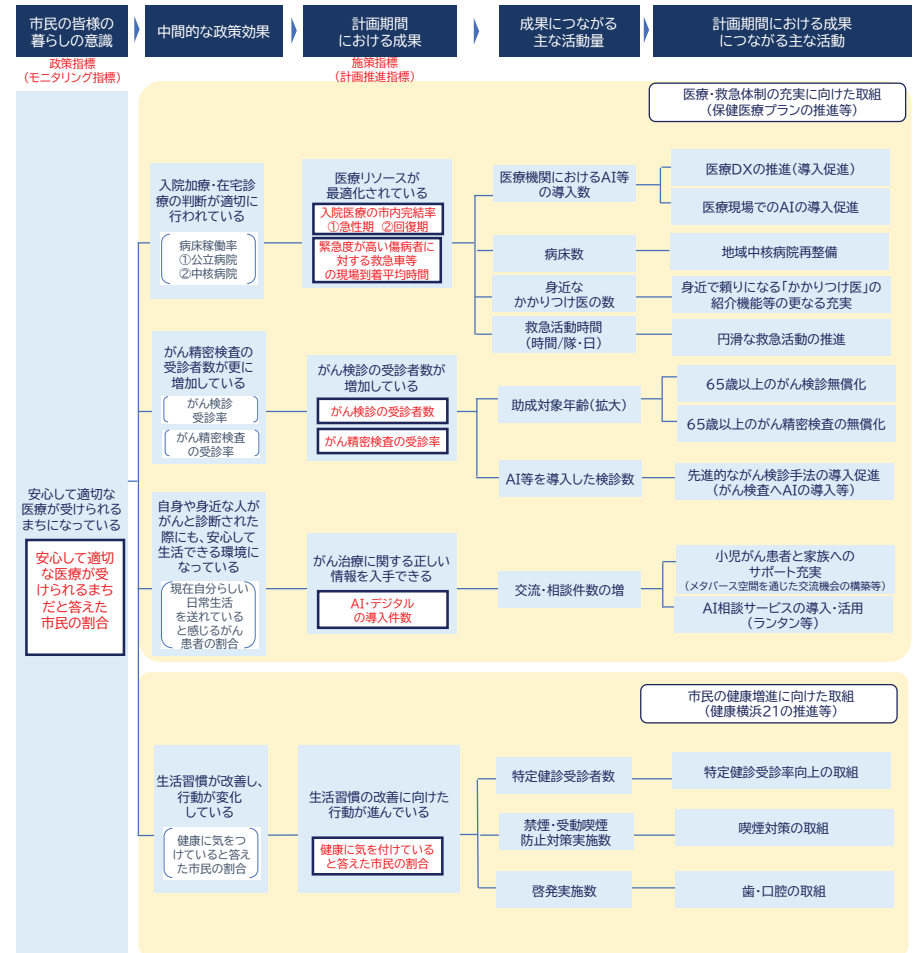 市民の皆様の
暮らしの意識
中間的な政策効果
計画期間
における成果
成果につながる
主な活動量
計画期間における成果
につながる主な活動
政策指標
(モニタリング指標)
施策指標
(計画推進指標)
医療・救急体制の充実に向けた取組
(保健医療プランの推進等)
安心して適切な
医療が受けられる
まちになっている
安心して適切
な医療が受
けられるまち
だと答えた
市民の割合
入院加療・在宅診
療の判断が適切に
行われている
病床稼働率
①公立病院
②中核病院
医療リソースが
最適化されている
入院医療の市内完結率
①急性期 ②回復期
緊急度が高い傷病者に
対する救急車等
の現場到着平均時間
医療機関におけるAI等
の導入数
医療DXの推進(導入促進)
医療現場でのAIの導入促進
病床数
地域中核病院再整備
身近な
かかりつけ医の数
身近で頼りになる「かかりつけ医」の
紹介機能等の更なる充実
救急活動時間
(時間/隊・日)
円滑な救急活動の推進
がん精密検査の
受診者数が更に
増加している
がん検診
受診率
がん精密検査
の受診率
がん検診の受診者数が
増加している
がん検診の受診者数
がん精密検査の受診率
助成対象年齢(拡大)
65歳以上のがん検診無償化
65歳以上のがん精密検査の無償化
AI等を導入した検診数
先進的ながん検診手法の導入促進
(がん検査へAIの導入等)
自身や身近な人が
がんと診断された
際にも、安心して
生活できる環境に
なっている
現在自分らしい
日常生活
を送れている
と感じるがん
患者の割合
がん治療に関する正しい
情報を入手できる
AI・デジタル
の導入件数
交流・相談件数の増
小児がん患者と家族への
サポート充実
(メタバース空間を通じた交流機会の構築等)
AI相談サービスの導入・活用
(ランタン等)
市民の健康増進に向けた取組
(健康横浜21の推進等)
生活習慣が改善し、
行動が変化
している
健康に気をつ
けていると答え
た市民の割合
生活習慣の改善に向けた
行動が進んでいる
健康に気を付けている
と答えた市民の割合
特定健診受診者数
特定健診受診率向上の取組
禁煙・受動喫煙
防止対策実施数
喫煙対策の取組
啓発実施数
歯・口腔の取組